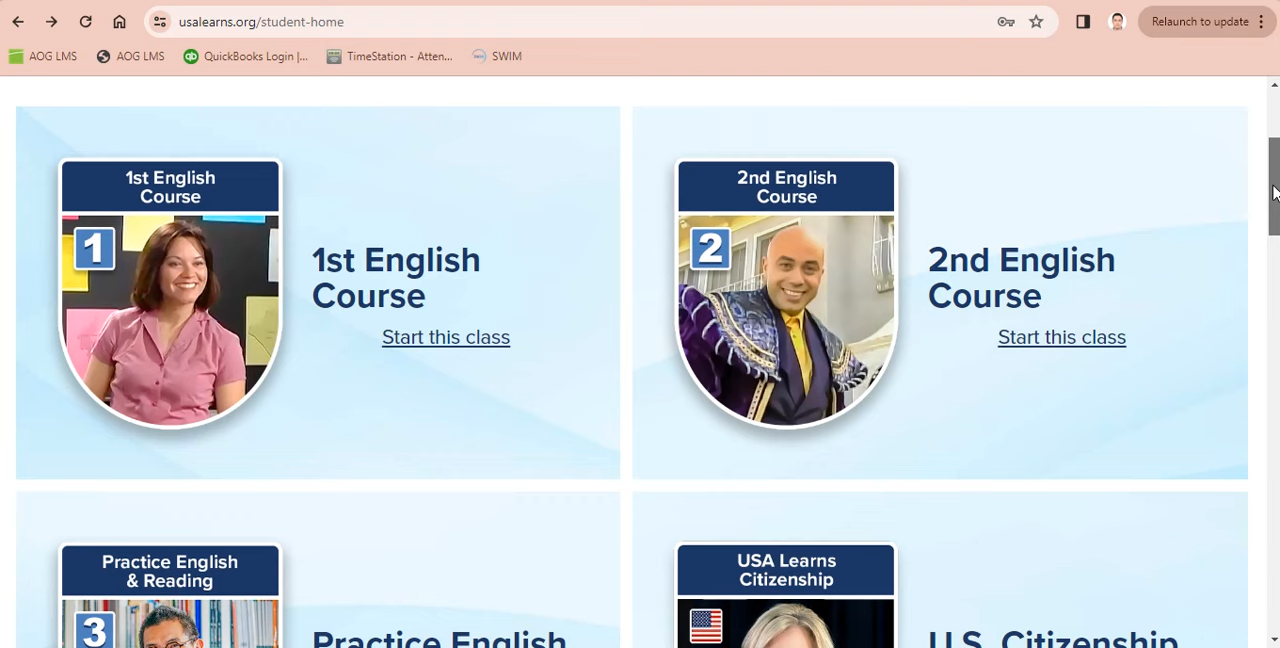 usalearns.org/student-home
Relaunch to update
AOG LMS
AOG LMS
QuickBooks Login |...
TimeStation - Atten...
SWIM
1st English
Course
1
1st English
Course
Start this class
2nd English
Course
2
2nd English
Course
Start this class
Practice English
& Reading
3
Practice English
USA Learns
Citizenship
U.S. Citizenship